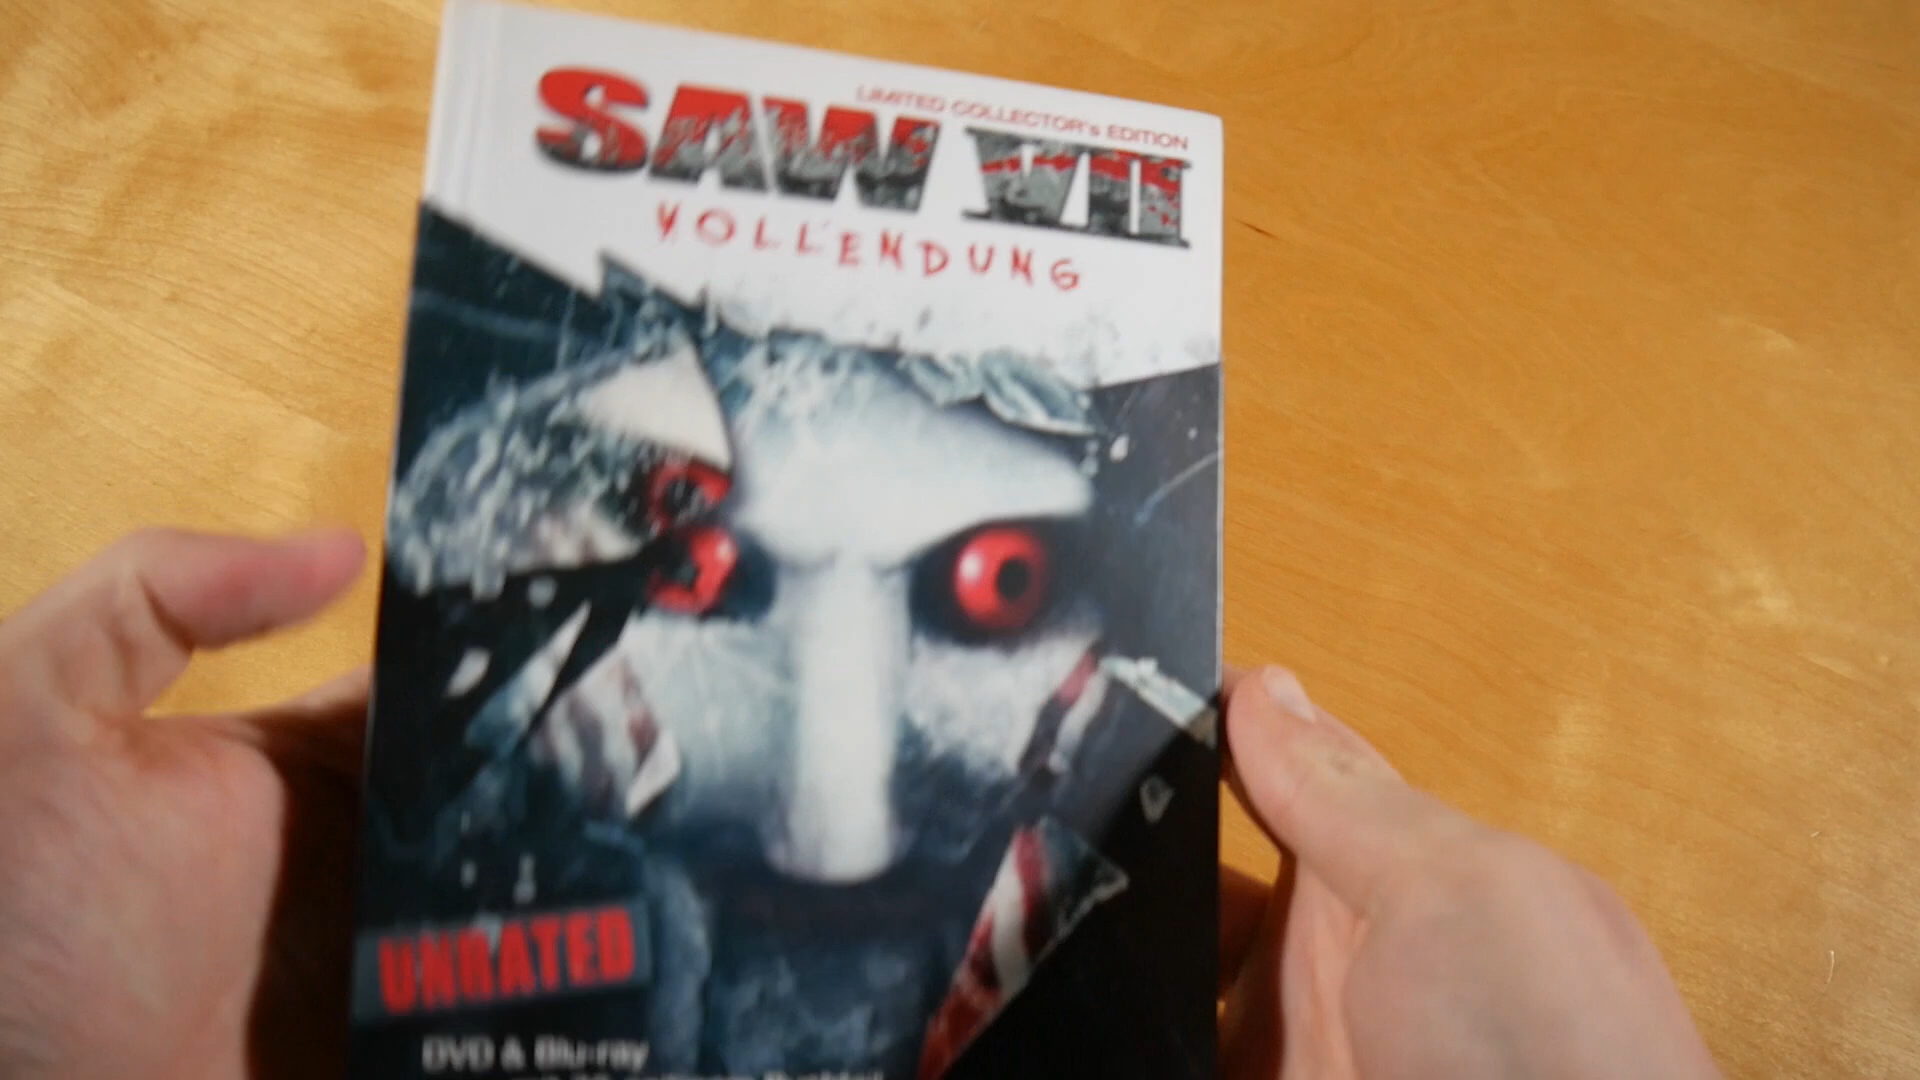 LIMITED COLLECTOR's EDITION
SAW VII
VOLLENDUNG
UNRATED
DVD & Blu-ray